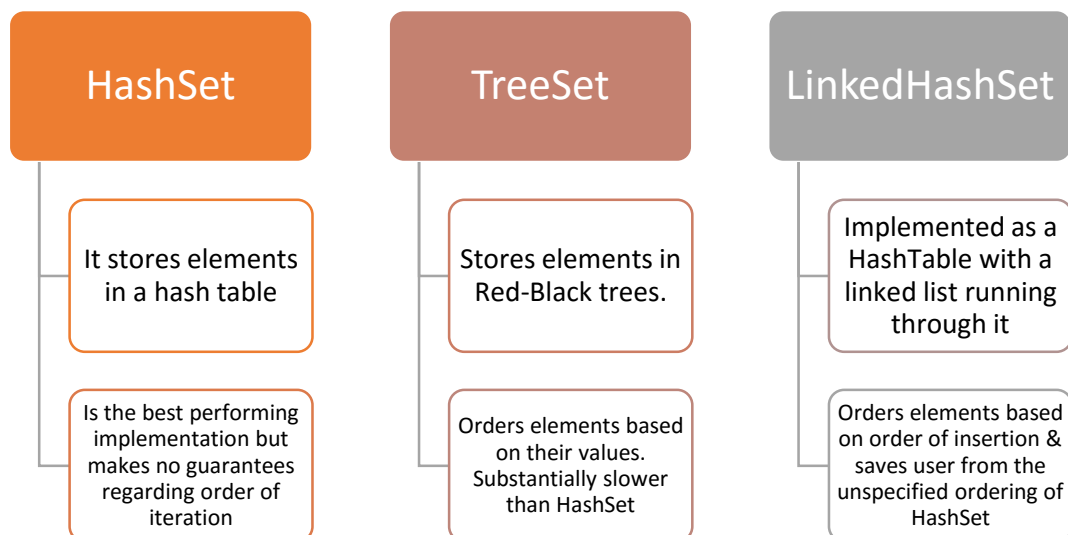 HashSet
It stores elements
in a hash table
Is the best performing
implementation but
makes no guarantees
regarding order of
iteration
TreeSet
Stores elements in
Red-Black trees.
Orders elements based
on their values.
Substantially slower
than HashSet
LinkedHashSet
Implemented as a
HashTable with a
linked list running
through it
Orders elements based
on order of insertion &
saves user from the
unspecified ordering of
HashSet